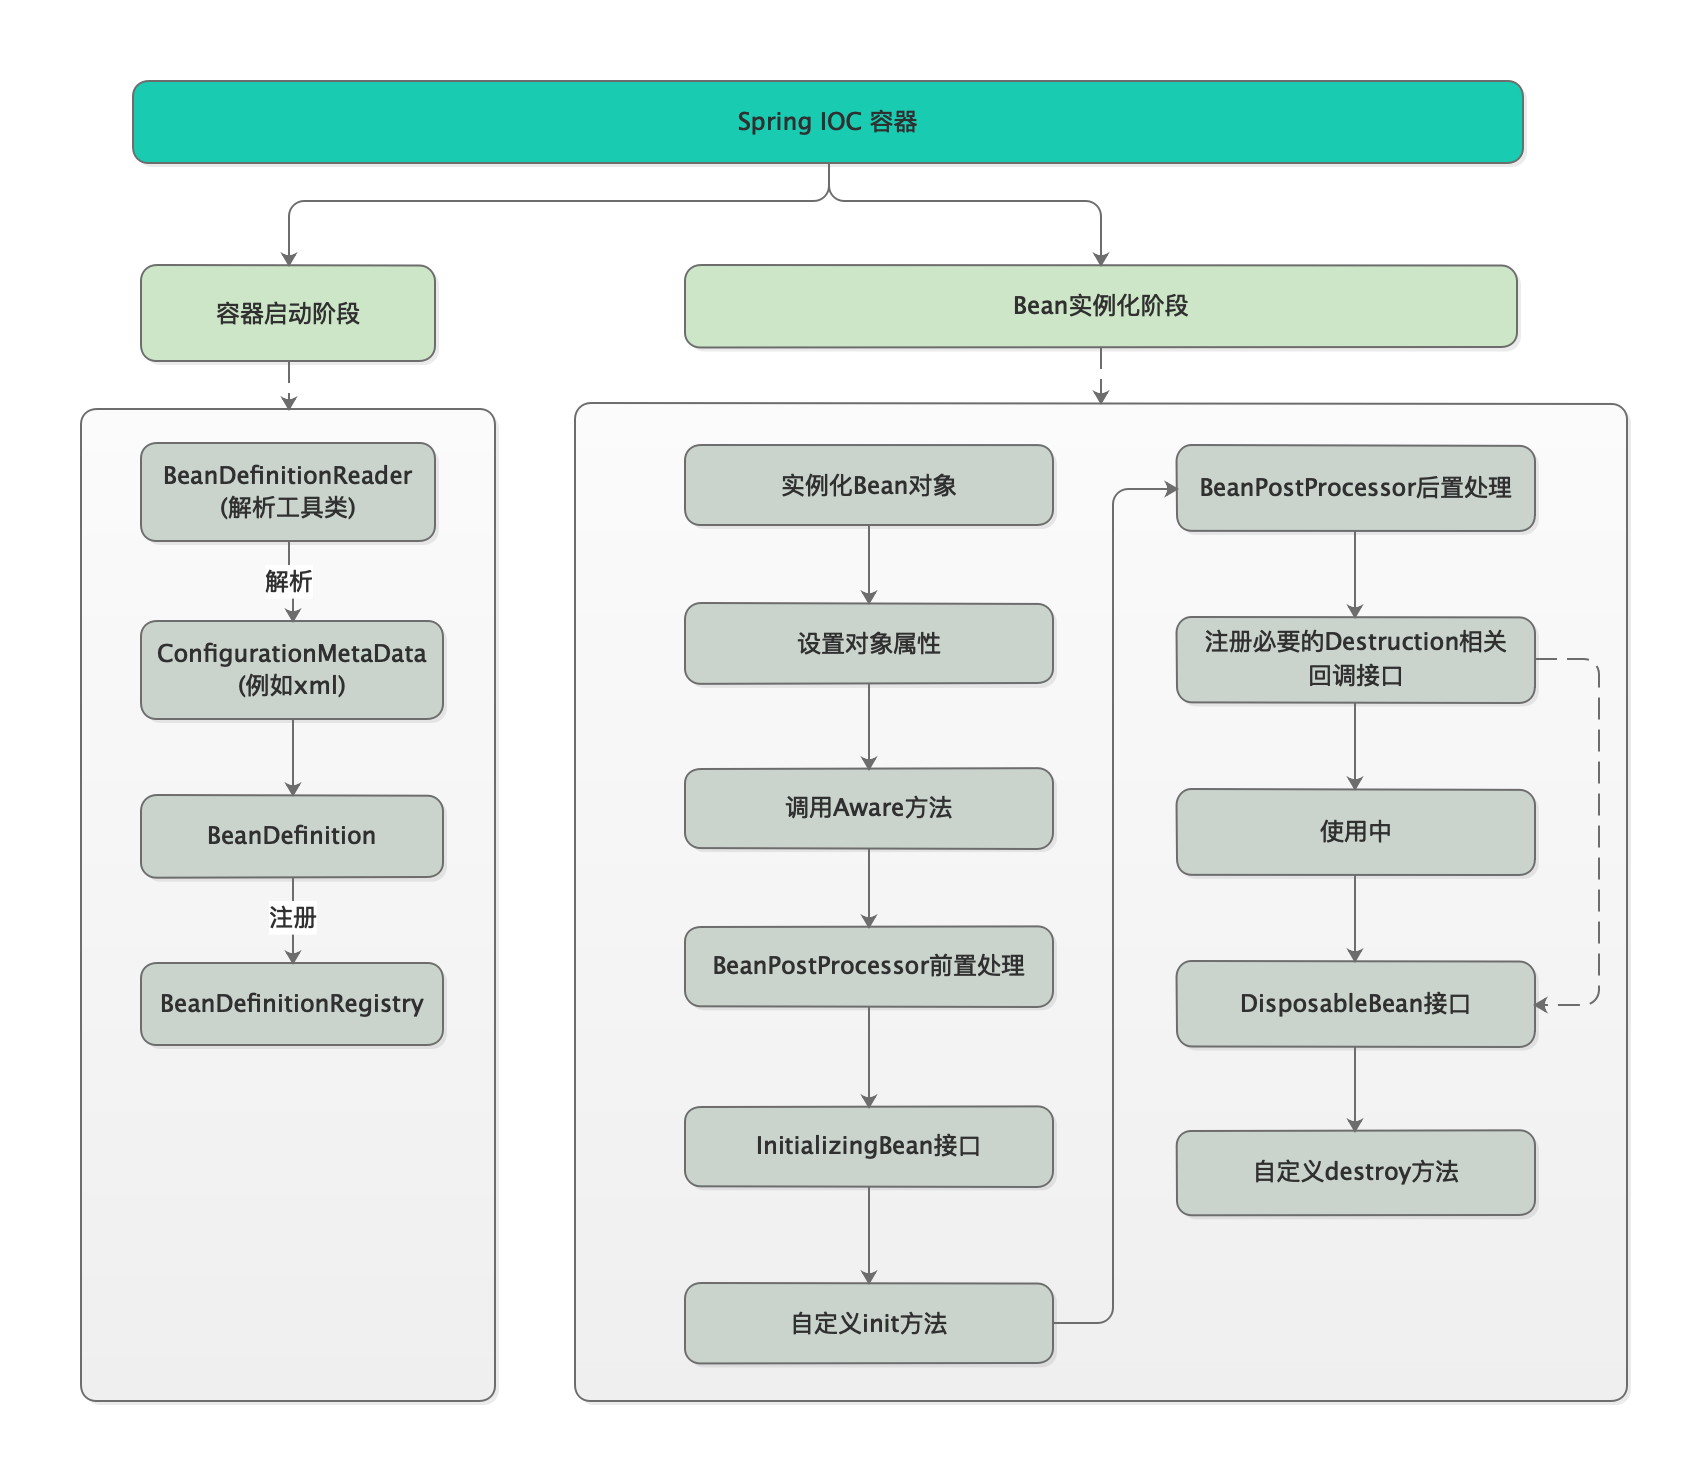 Spring IOC 容器
容器启动阶段
BeanDefinitionReader
(解析工具类)
解析
ConfigurationMetaData
(例如xml)
BeanDefinition
注册
BeanDefinitionRegistry
Bean实例化阶段
实例化Bean对象
设置对象属性
调用Aware方法
BeanPostProcessor前置处理
InitializingBean接口
自定义init方法
BeanPostProcessor后置处理
注册必要的Destruction相关
回调接口
使用中
DisposableBean接口
自定义destroy方法